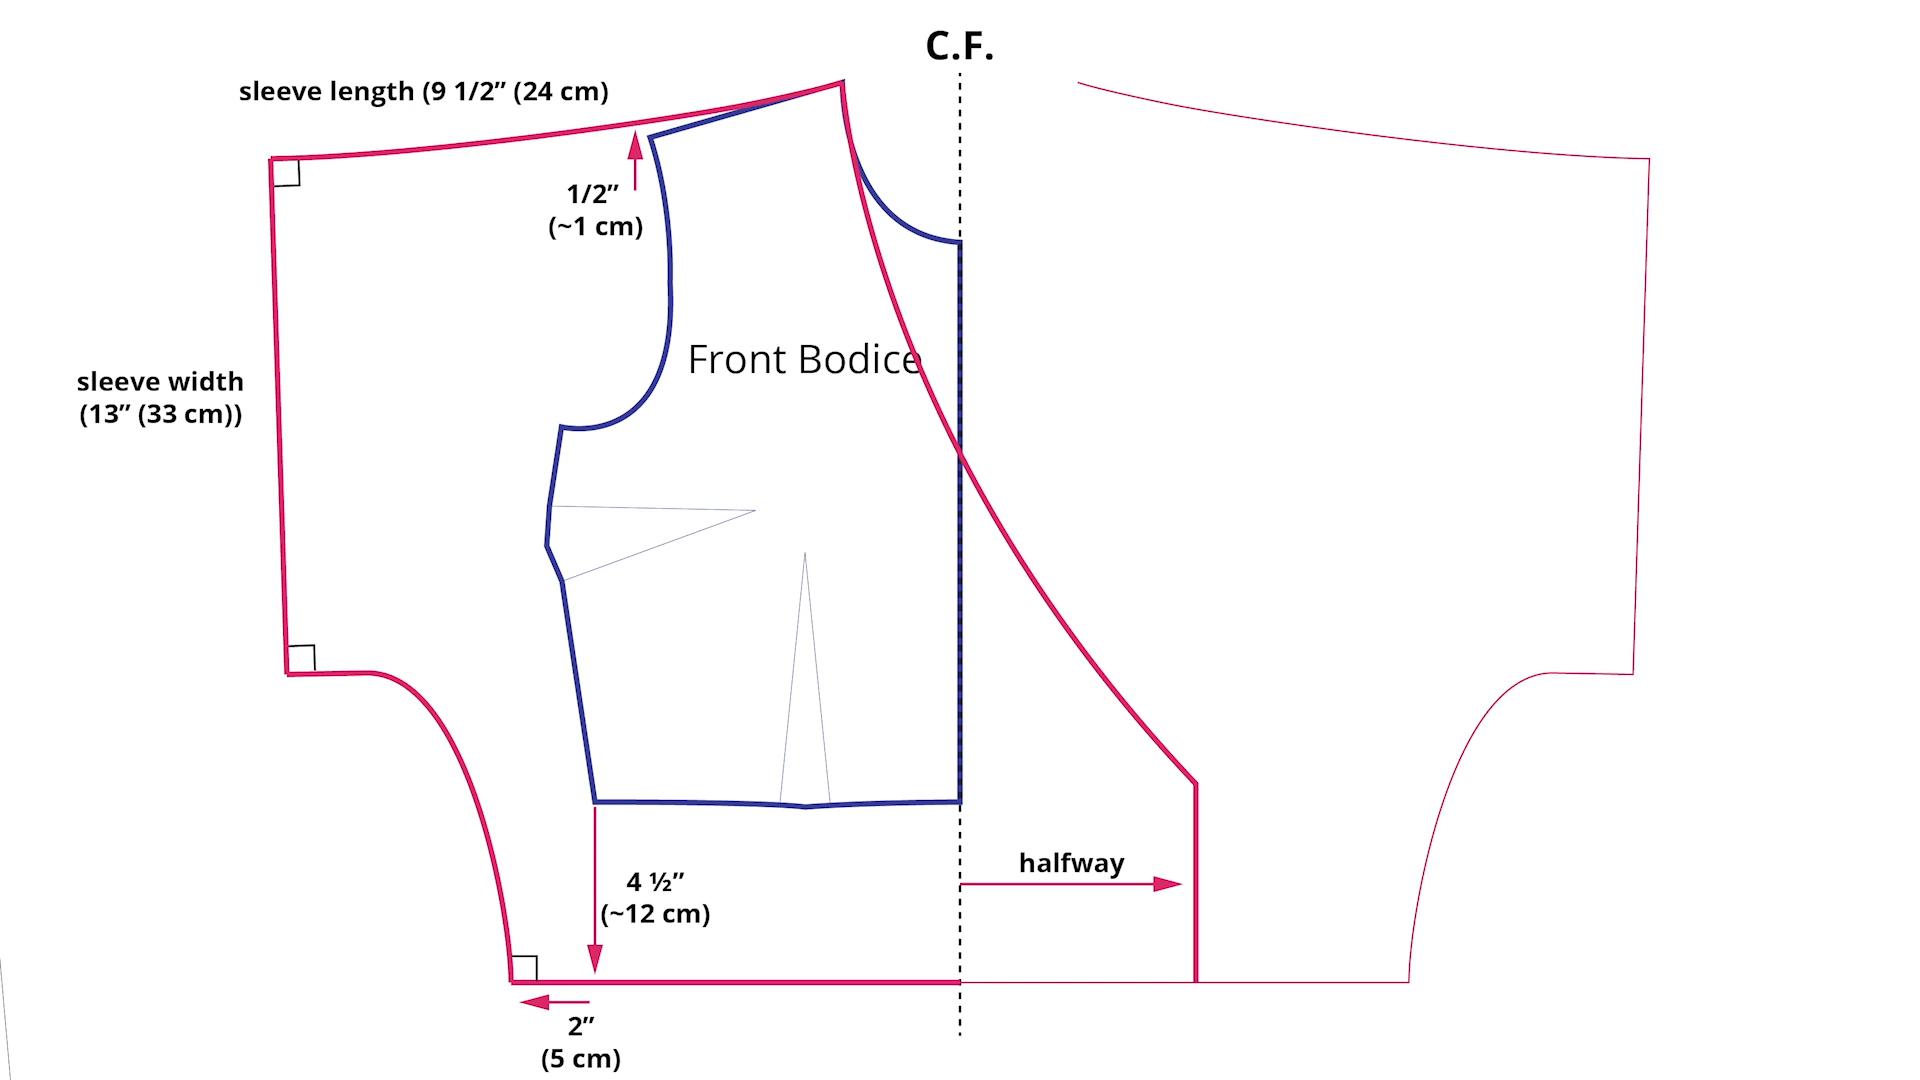 C.F.
sleeve length (9 1/2” (24 cm)
1/2”
(~1 cm)
Front Bodice
sleeve width
(13” (33 cm))
halfway
4 ½”
(~12 cm)
2”
(5 cm)